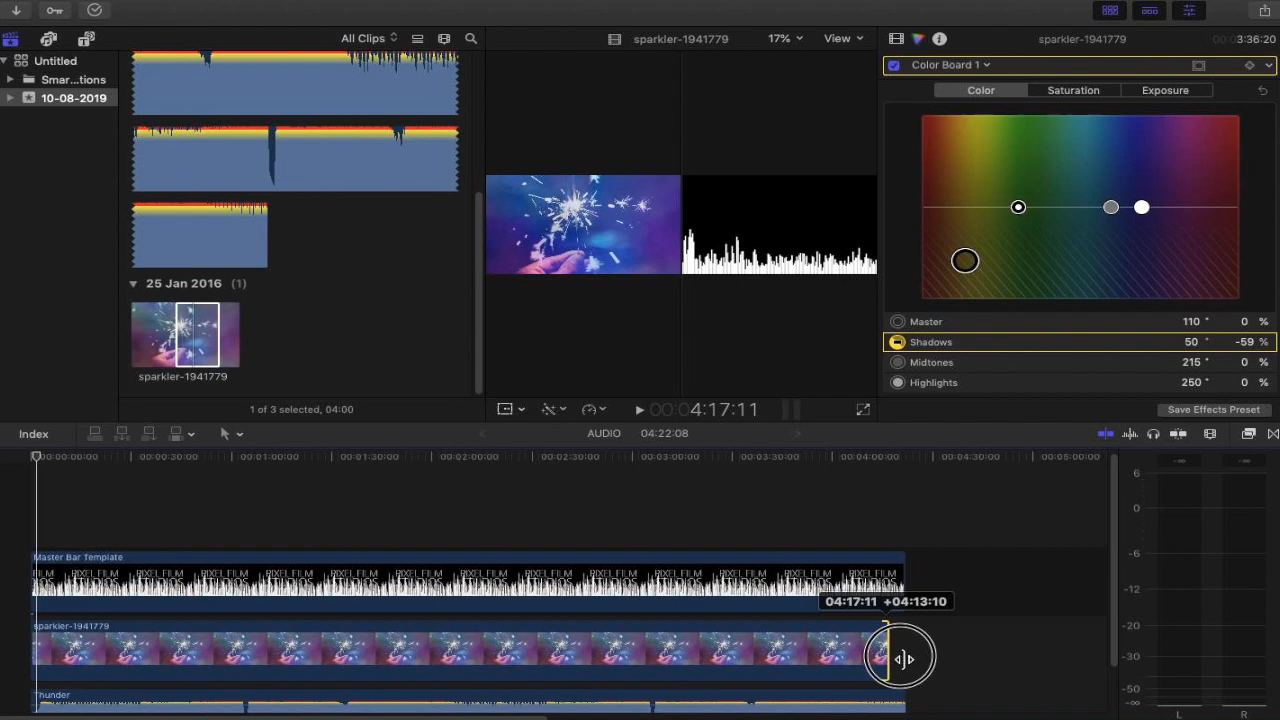 All Clips
sparkler-1941779
17%
View
sparkler-1941779
3:36:20
Untitled
Smar...tions
10-08-2019
Color Board 1
Color
Saturation
Exposure
25 Jan 2016 (1)
sparkler-1941779
Master 110 ° 0 %
Shadows 50 ° -59 %
Midtones 215 ° 0 %
Highlights 250 ° 0 %
1 of 3 selected, 04:00
4:17:11
Save Effects Preset
Index
AUDIO
04:22:08
00:00:00:00
00:00:30:00
00:01:00:00
00:01:30:00
00:02:00:00
00:02:30:00
00:03:00:00
00:03:30:00
00:04:00:00
00:04:30:00
00:05:00:00
Master Bar Template
PIXEL FILM
STUDIOS
04:17:11 +04:13:10
sparkler-1941779
Thunder
-∞ -∞
6
0
-6
-12
-20
-30
-50
-∞
L R